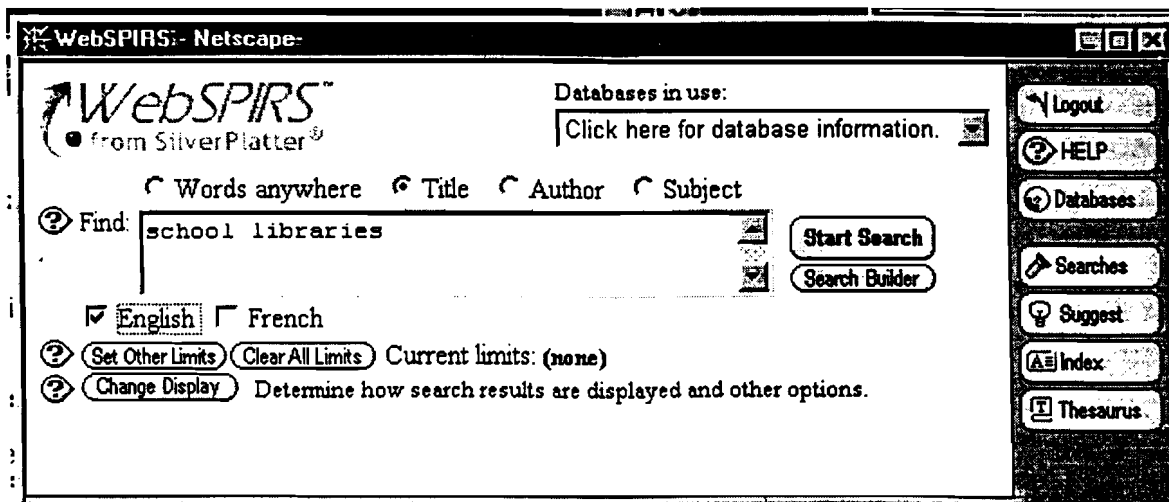 WebSPIRS - Netscape
WebSPIRS™
from SilverPlatter®
Databases in use:
Click here for database information.
Words anywhere Title Author Subject
Find:
school libraries
Start Search
Search Builder
English French
Set Other Limits Clear All Limits Current limits: (none)
Change Display Determine how search results are displayed and other options.
Logout
HELP
Databases
Searches
Suggest
Index
Thesaurus